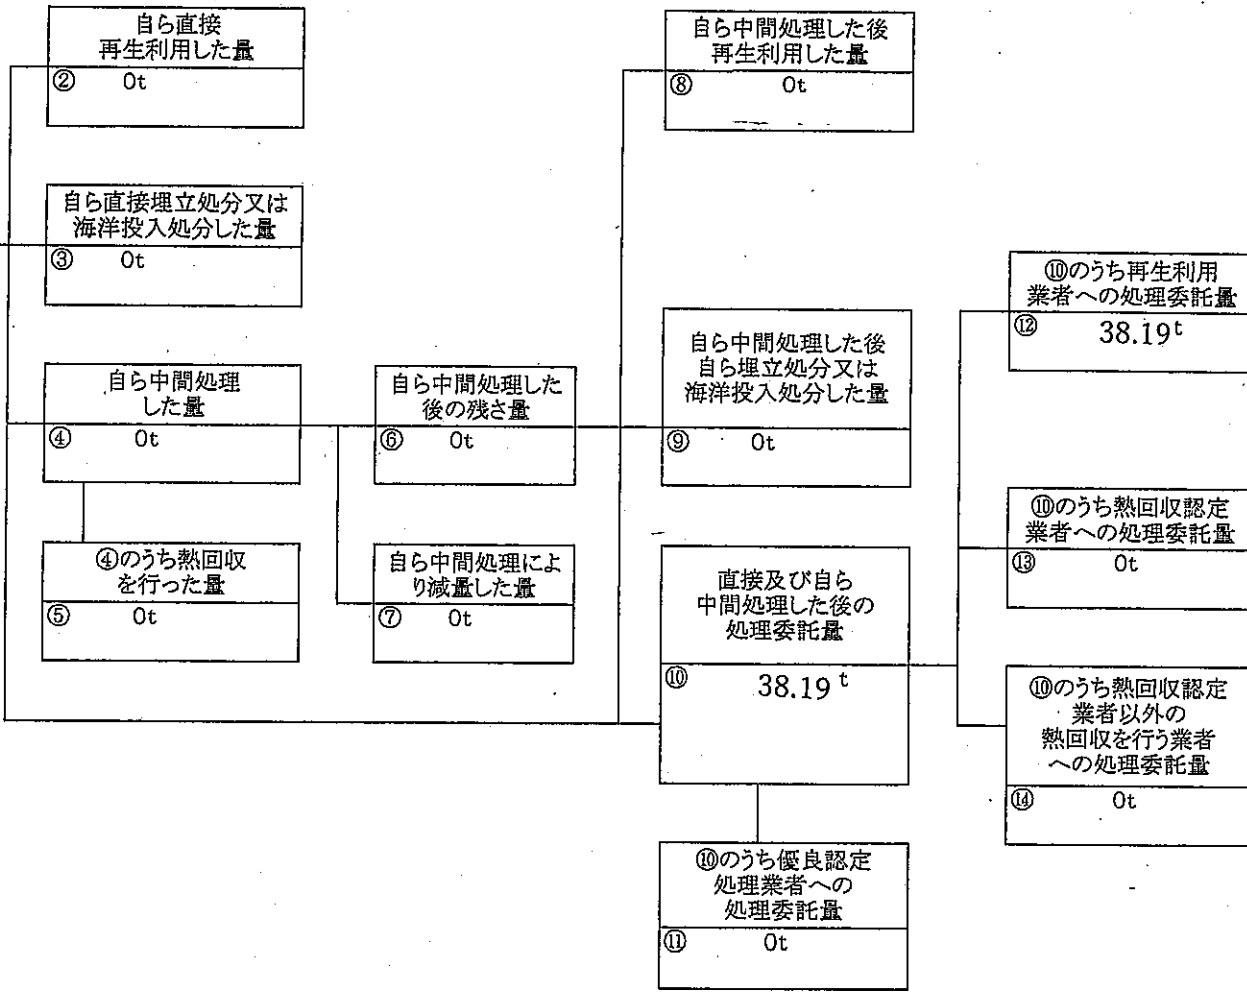 自ら直接
再生利用した量
② 0t
自ら直接埋立処分又は
海洋投入処分した量
③ 0t
自ら中間処理
した量
④ 0t
④のうち熱回収
を行った量
⑤ 0t
自ら中間処理した
後の残さ量
⑥ 0t
自ら中間処理によ
り減量した量
⑦ 0t
自ら中間処理した後
再生利用した量
⑧ 0t
自ら中間処理した後
自ら埋立処分又は
海洋投入処分した量
⑨ 0t
直接及び自ら
中間処理した後の
処理委託量
⑩ 38.19 t
⑩のうち優良認定
処理業者への
処理委託量
⑪ 0t
⑩のうち再生利用
業者への処理委託量
⑫ 38.19 t
⑩のうち熱回収認定
業者への処理委託量
⑬ 0t
⑩のうち熱回収認定
業者以外の
熱回収を行う業者
への処理委託量
⑭ 0t